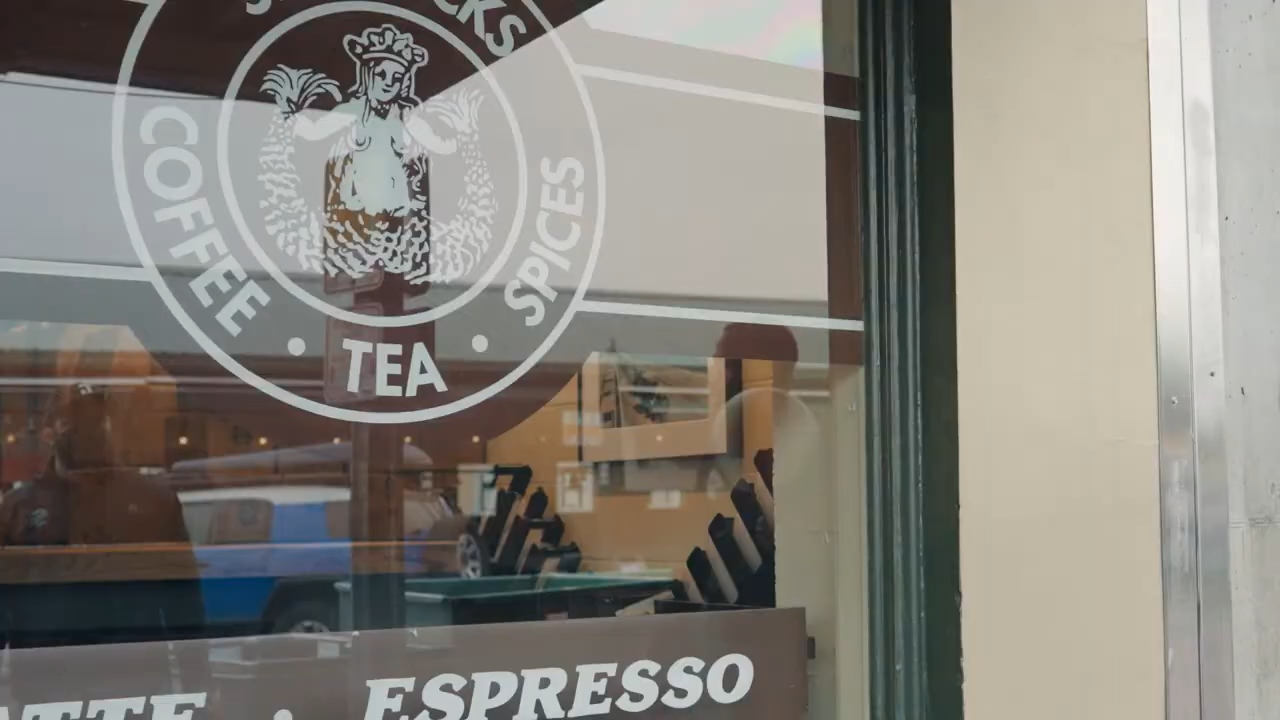 COFFEE • TEA • SPICES
• ESPRESSO